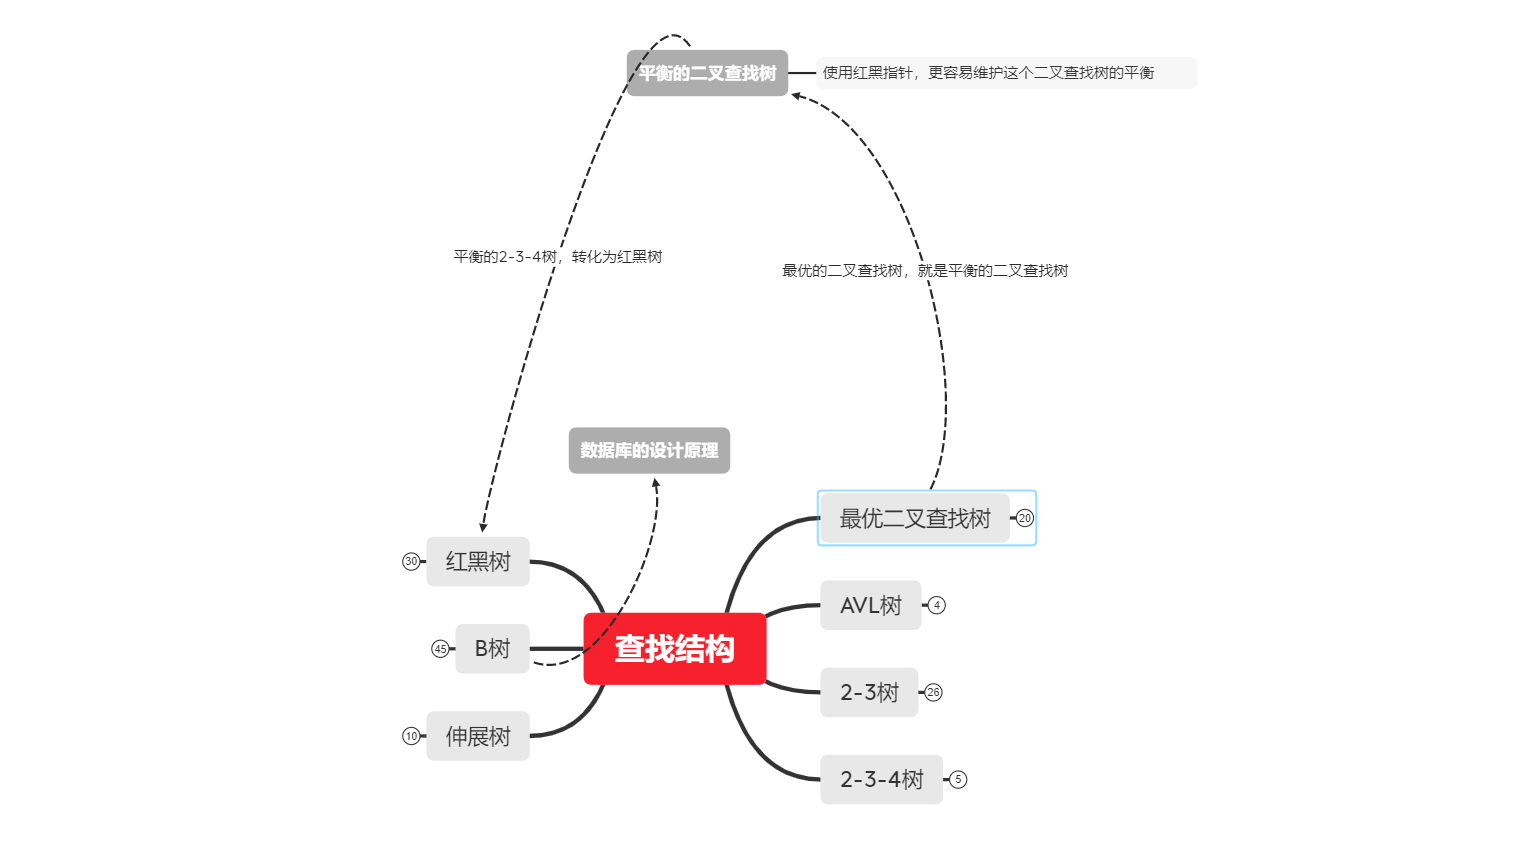 平衡的二叉查找树
使用红黑指针，更容易维护这个二叉查找树的平衡
平衡的2-3-4树，转化为红黑树
最优的二叉查找树，就是平衡的二叉查找树
数据库的设计原理
最优二叉查找树
20
30
红黑树
AVL树
4
查找结构
45
B树
2-3树
26
10
伸展树
2-3-4树
5